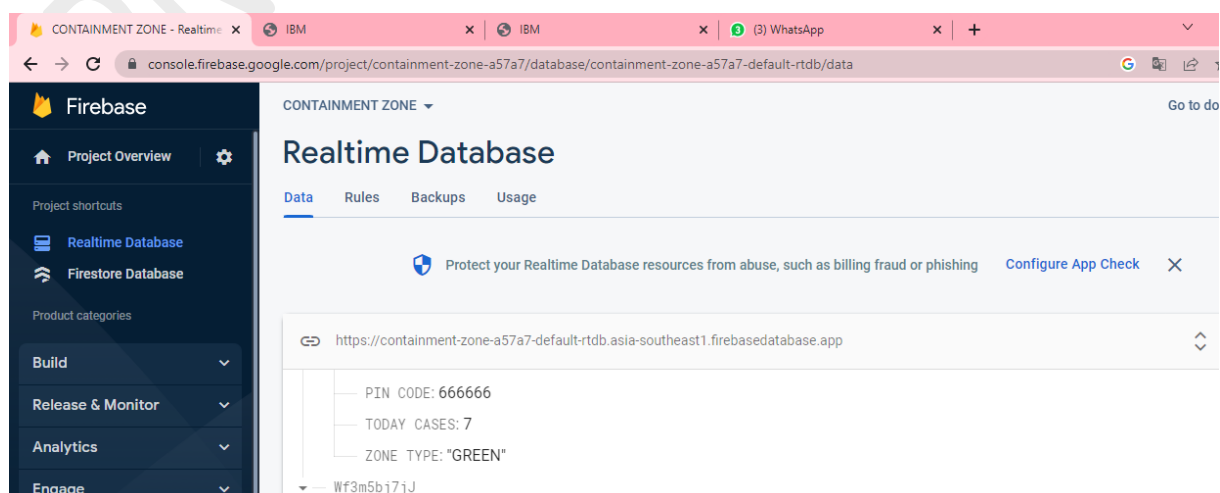 CONTAINMENT ZONE - Realtime
IBM
IBM
(3) WhatsApp
console.firebase.google.com/project/containment-zone-a57a7/database/containment-zone-a57a7-default-rtdb/data
Firebase
CONTAINMENT ZONE
Go to do
Project Overview
Realtime Database
Data Rules Backups Usage
Project shortcuts
Realtime Database
Firestore Database
Protect your Realtime Database resources from abuse, such as billing fraud or phishing Configure App Check
Product categories
https://containment-zone-a57a7-default-rtdb.asia-southeast1.firebasedatabase.app
Build
Release & Monitor
Analytics
Engage
PIN CODE: 666666
TODAY CASES: 7
ZONE TYPE: "GREEN"
Wf3m5bj7jJ